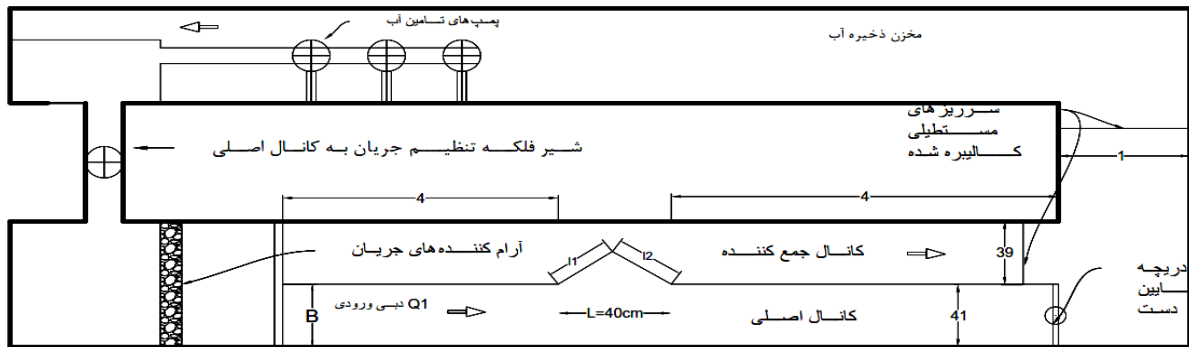 پمپ‌های تامین آب
مخزن ذخیره آب
سرریز های
مستطیلی
کالیبره شده
شیر فلکه تنظیم جریان به کانال اصلی
1
4
4
آرام کننده‌های جریان
l1
l2
کانال جمع کننده
39
دریچه
پایین
دست
B
Q1 دبی ورودی
L=40cm
کانال اصلی
41